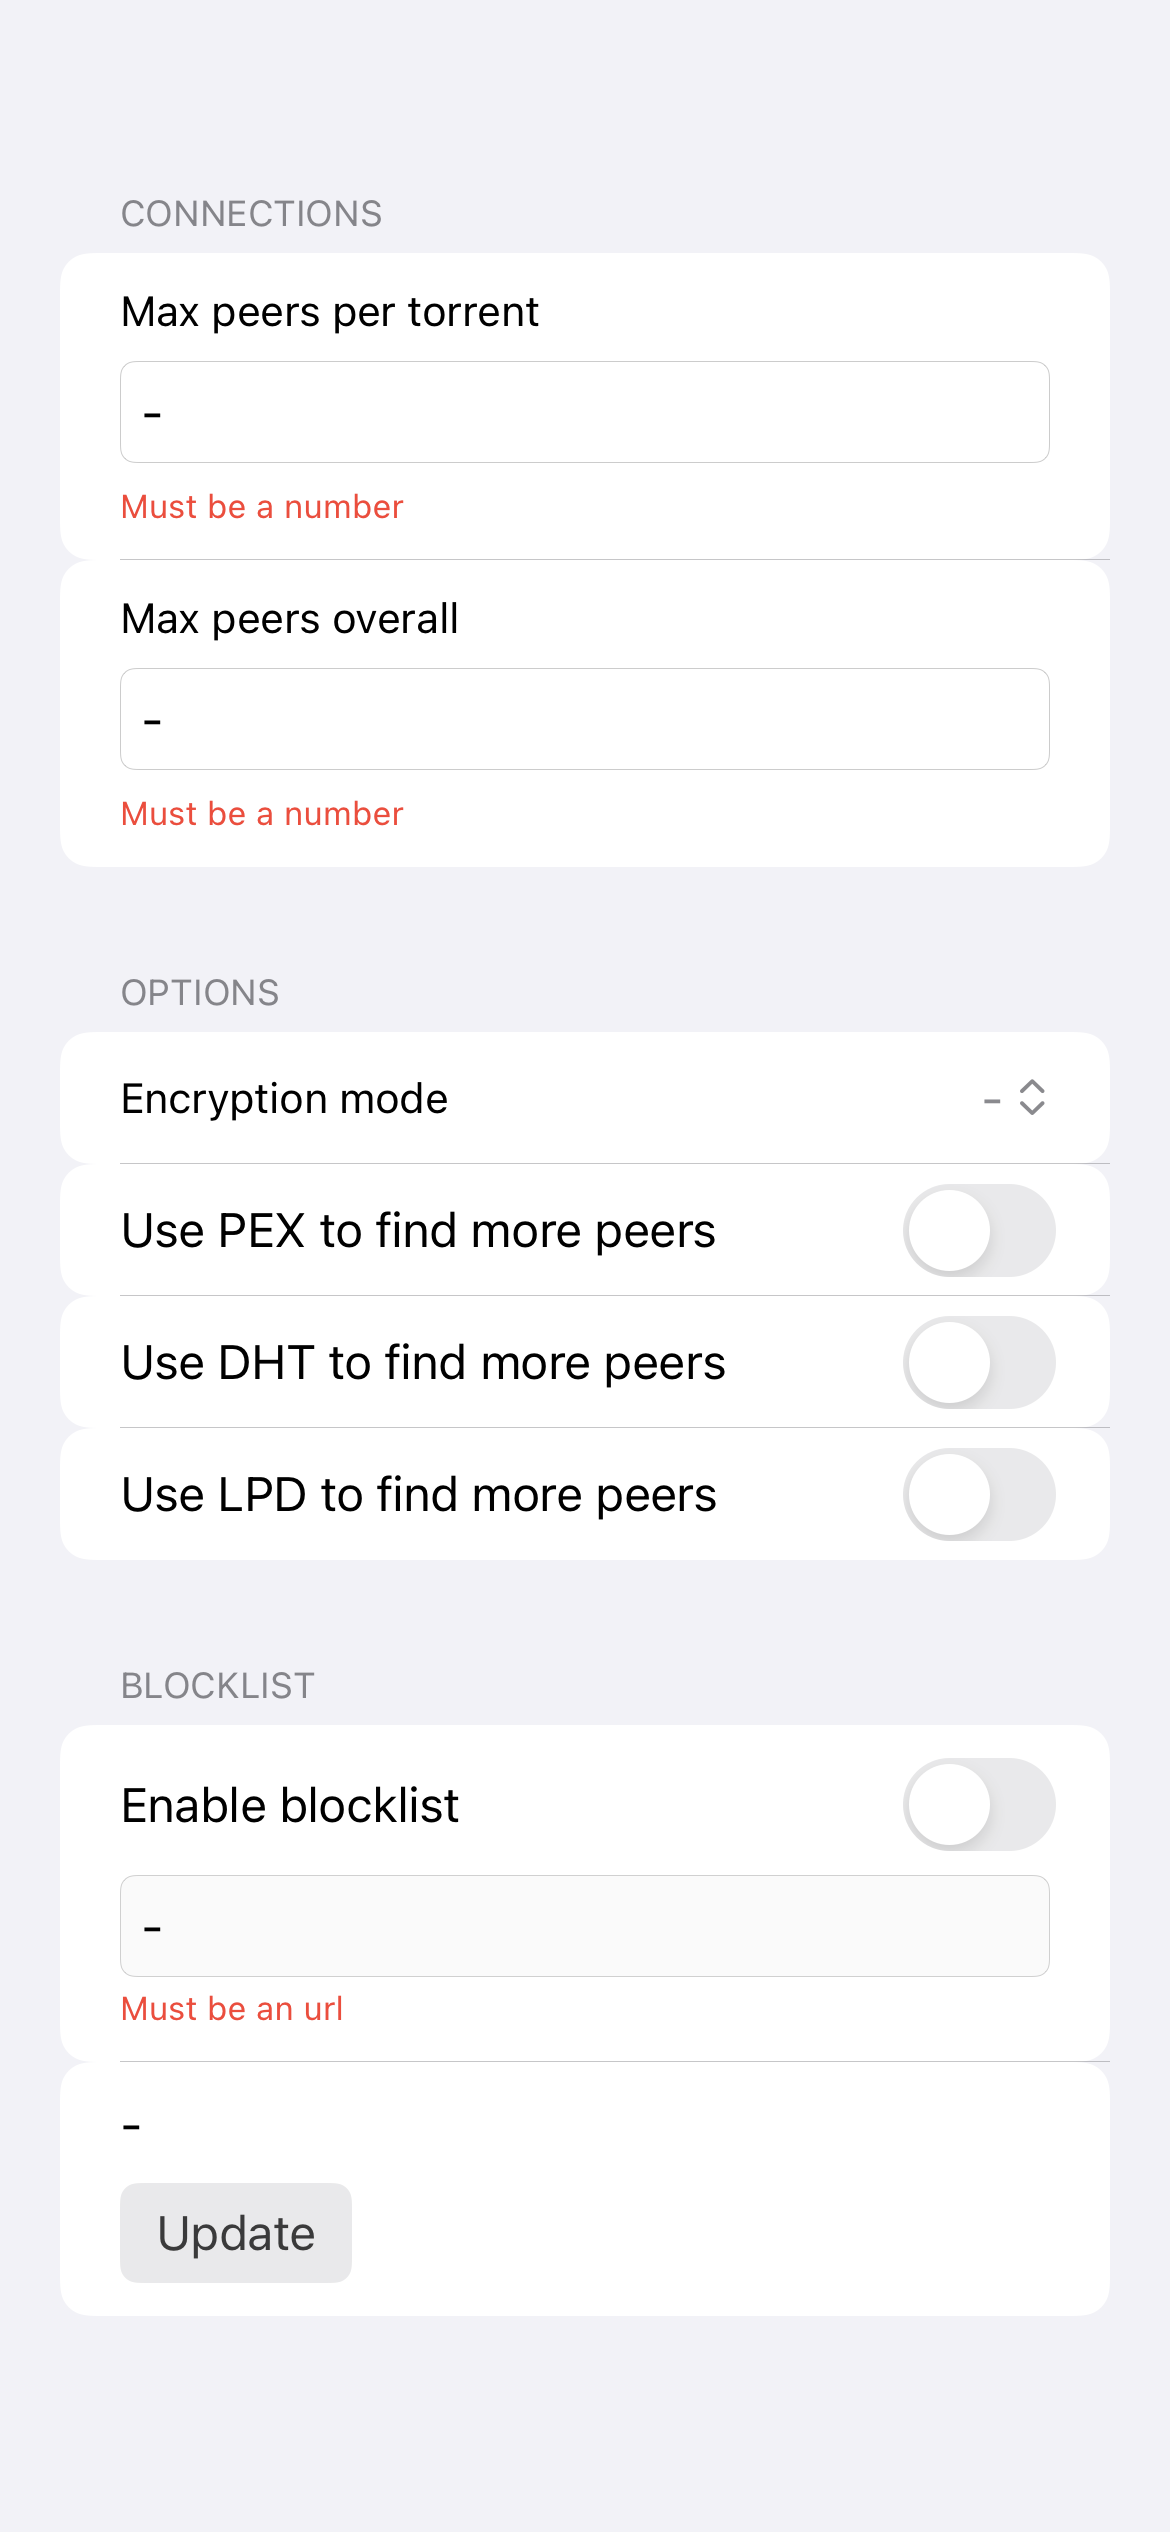 CONNECTIONS
Max peers per torrent
-
Must be a number
Max peers overall
-
Must be a number
OPTIONS
Encryption mode -
Use PEX to find more peers
Use DHT to find more peers
Use LPD to find more peers
BLOCKLIST
Enable blocklist
-
Must be an url
-
Update